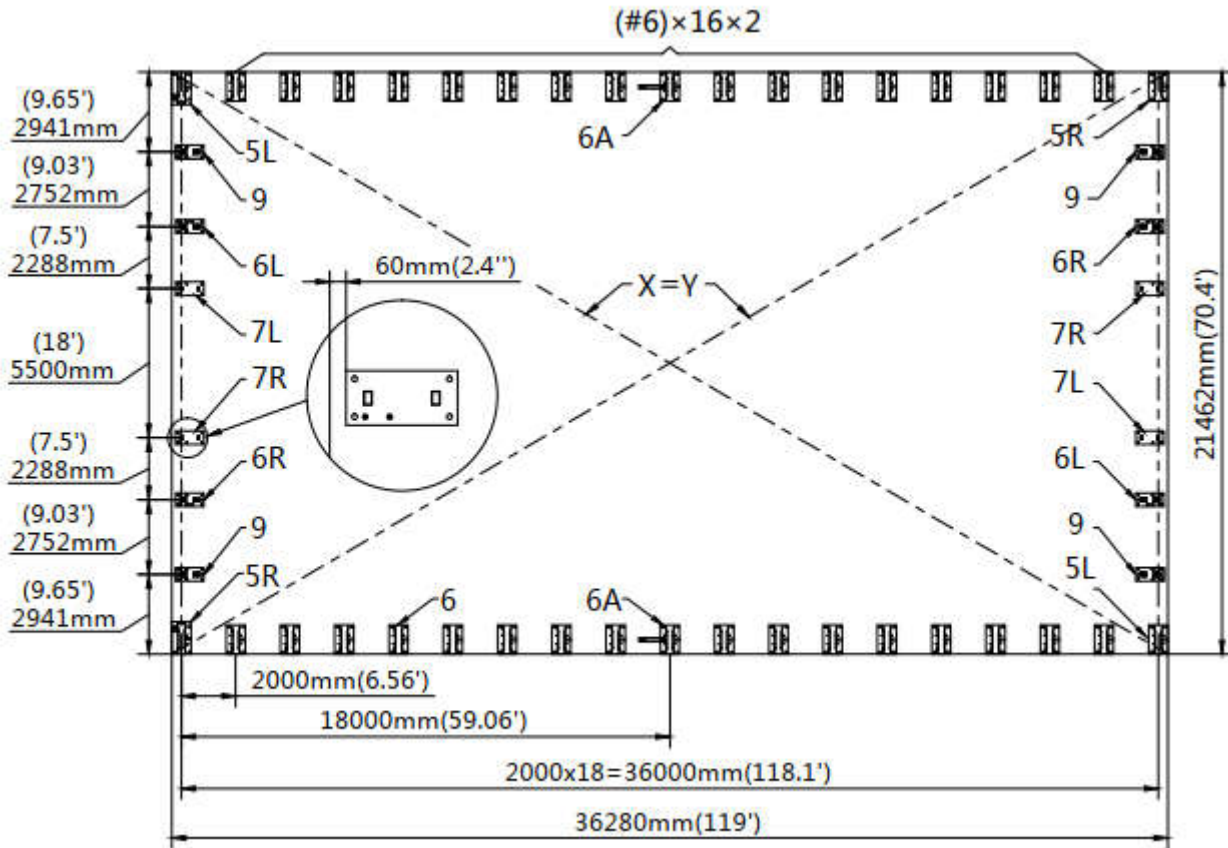 (#6)×16×2
(9.65')
2941mm
6A
5R
5L
(9.03')
2752mm
9
9
(7.5')
2288mm
6L
60mm(2.4'')
X=Y
6R
7L
7R
(18')
5500mm
7R
7L
21462mm(70.4')
(7.5')
2288mm
6R
6L
(9.03')
2752mm
9
9
5R
5L
(9.65')
2941mm
6
6A
2000mm(6.56')
18000mm(59.06')
2000x18=36000mm(118.1')
36280mm(119')